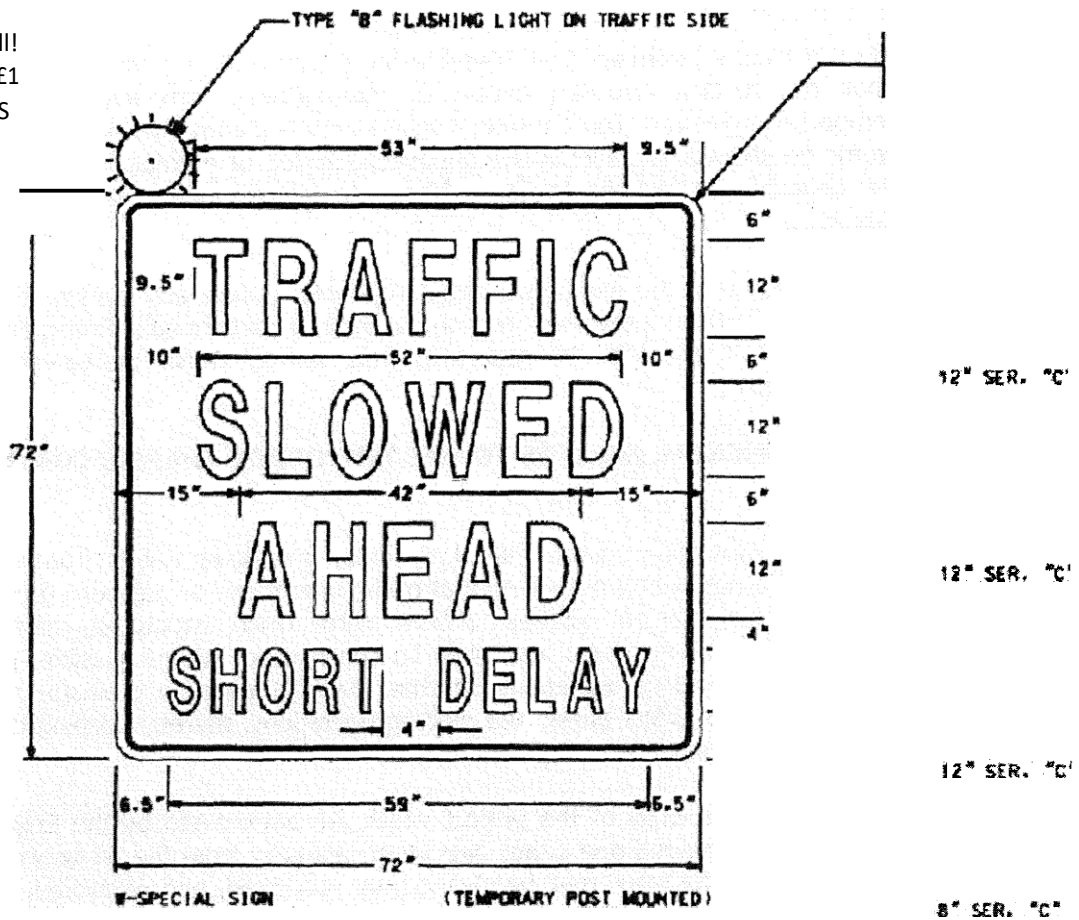 TYPE "B" FLASHING LIGHT ON TRAFFIC SIDE
£1
S
53"
9.5"
6"
TRAFFIC
9.5"
12"
10"
52"
10"
6"
12" SER. "C"
SLOWED
12"
72"
15"
42"
15"
6"
AHEAD
12"
12" SER. "C"
4"
SHORT DELAY
4"
12" SER. "C"
6.5"
59"
6.5"
72"
W-SPECIAL SIGN
(TEMPORARY POST MOUNTED)
8" SER. "C"